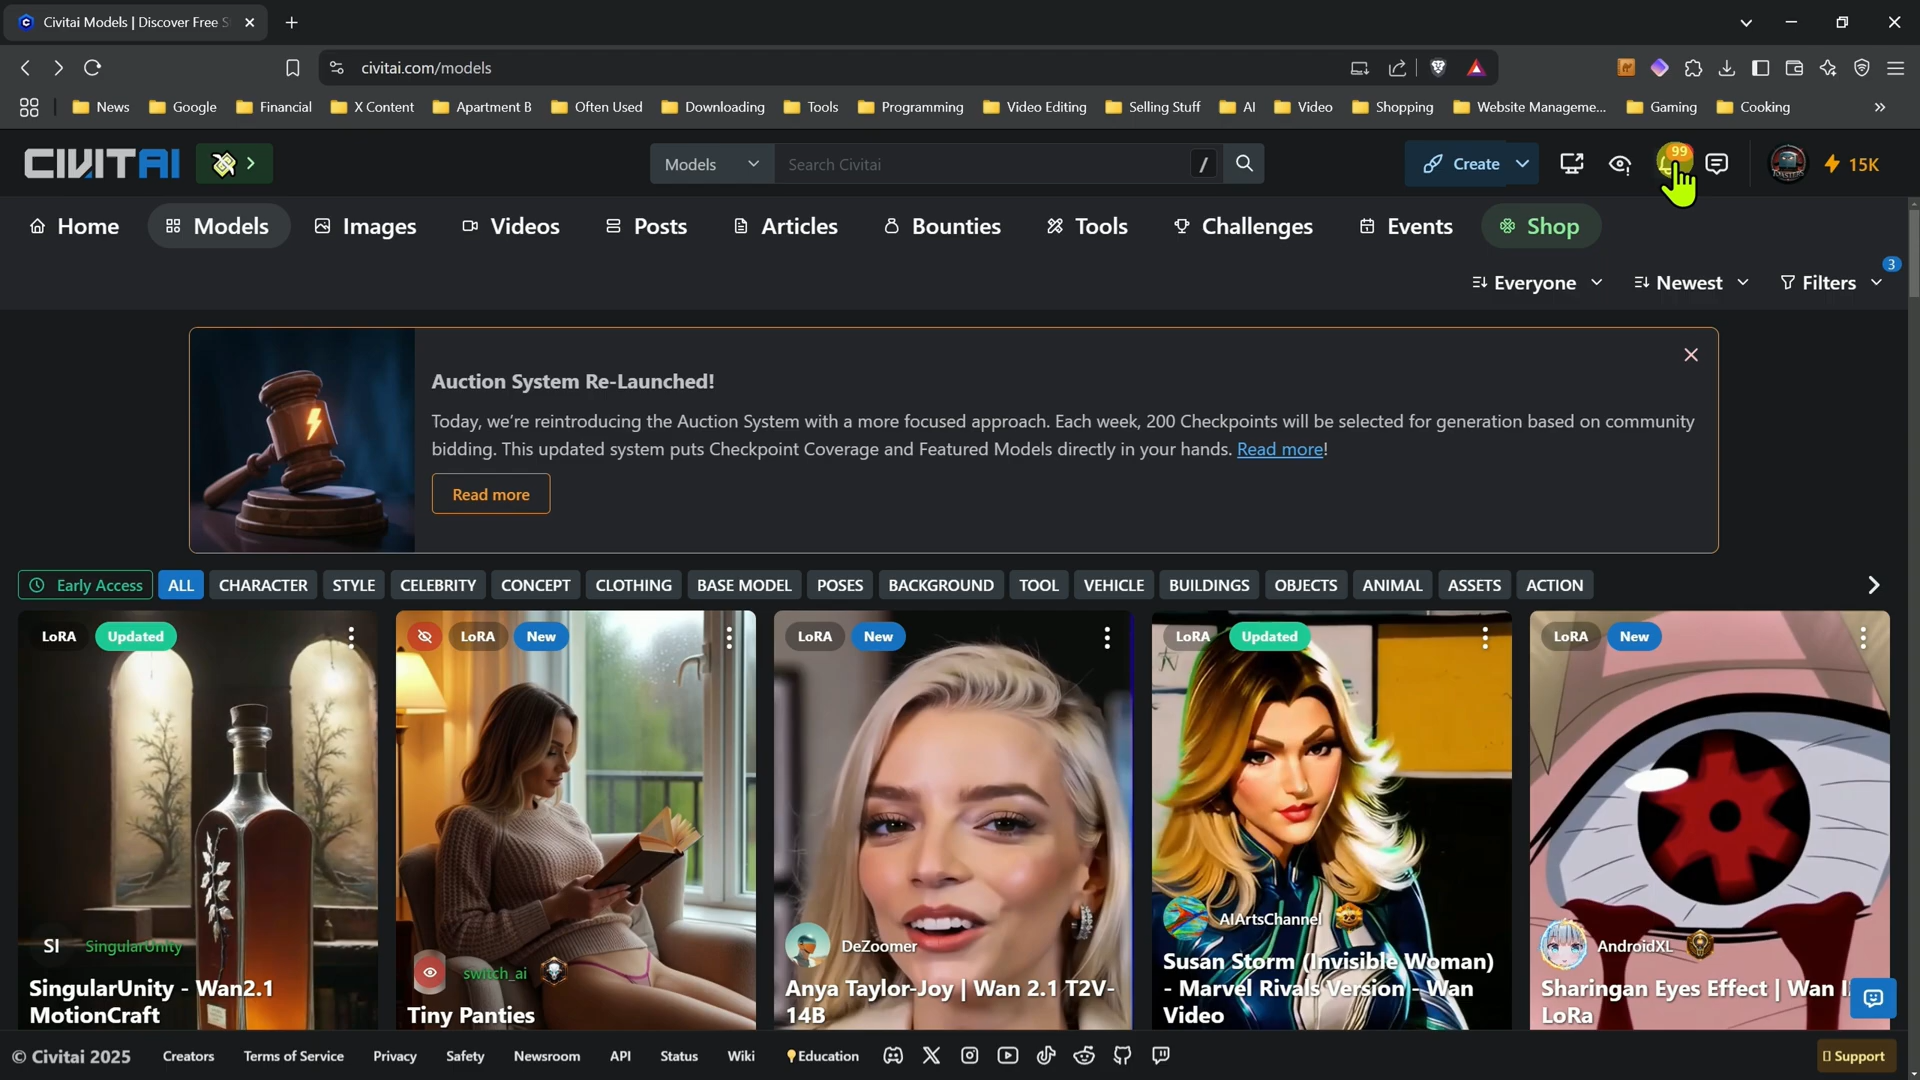 Civitai Models | Discover Free S
civitai.com/models
News
Google
Financial
X Content
Apartment B
Often Used
Downloading
Tools
Programming
Video Editing
Selling Stuff
AI
Video
Shopping
Website Manageme...
Gaming
Cooking
CIVITAI
Models
Search Civitai
/
Create
99
15K
Home
Models
Images
Videos
Posts
Articles
Bounties
Tools
Challenges
Events
Shop
Everyone
Newest
Filters
3
Auction System Re-Launched!
Today, we're reintroducing the Auction System with a more focused approach. Each week, 200 Checkpoints will be selected for generation based on community
bidding. This updated system puts Checkpoint Coverage and Featured Models directly in your hands. Read more!
Read more
Early Access
ALL
CHARACTER
STYLE
CELEBRITY
CONCEPT
CLOTHING
BASE MODEL
POSES
BACKGROUND
TOOL
VEHICLE
BUILDINGS
OBJECTS
ANIMAL
ASSETS
ACTION
LoRA
Updated
SI
SingularUnity
SingularUnity - Wan2.1
MotionCraft
LoRA
New
switch_ai
Tiny Panties
LoRA
New
DeZoomer
Anya Taylor-Joy | Wan 2.1 T2V-
14B
LoRA
Updated
AIArtsChannel
Susan Storm (Invisible Woman)
- Marvel Rivals Version - Wan
Video
LoRA
New
AndroidXL
Sharingan Eyes Effect | Wan
LoRa
© Civitai 2025
Creators
Terms of Service
Privacy
Safety
Newsroom
API
Status
Wiki
Education
Support